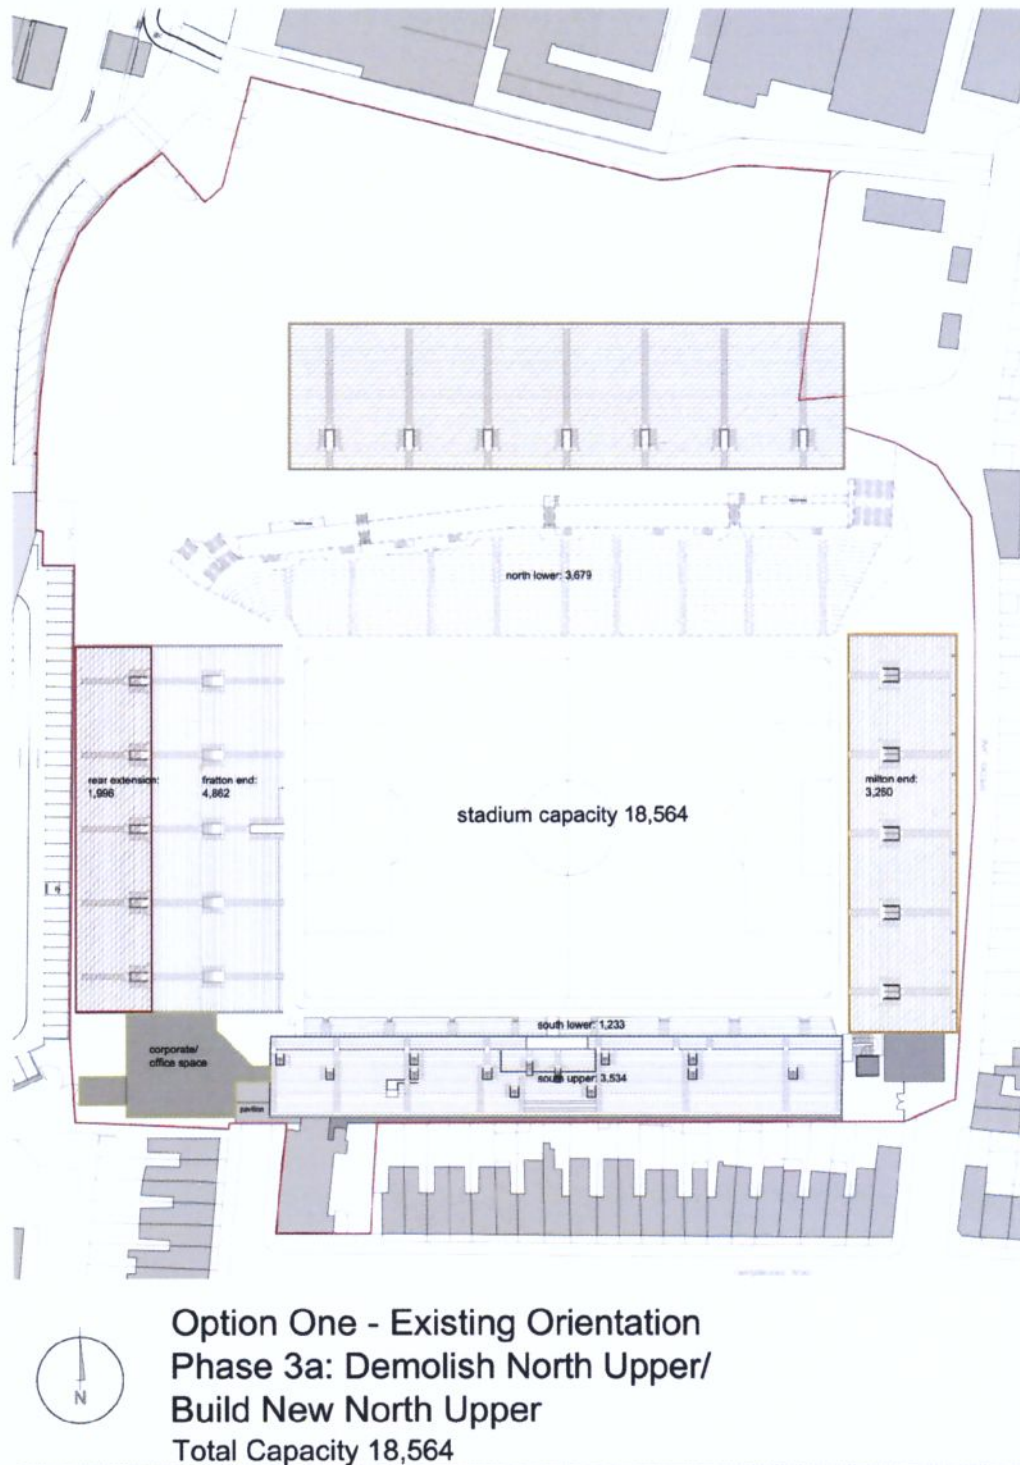 north lower: 3,679
rear extension:
1,996
fratton end:
4,862
stadium capacity 18,564
milton end:
3,250
south lower: 1,233
corporate/
office space
south upper: 3,534
pavilion
N
Option One - Existing Orientation
Phase 3a: Demolish North Upper/
Build New North Upper
Total Capacity 18,564